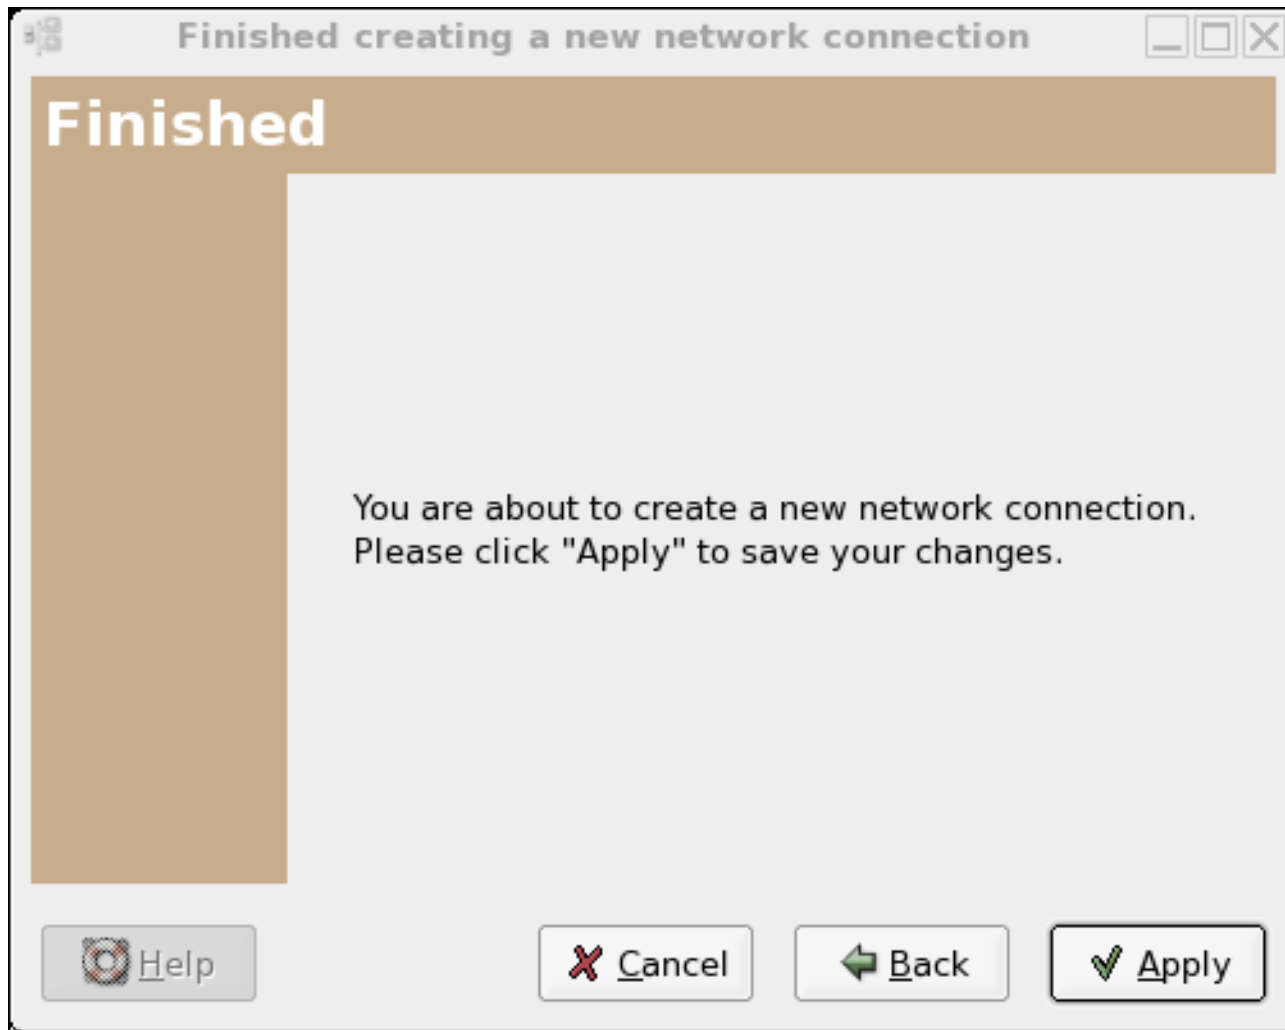 Finished creating a new network connection
Finished
You are about to create a new network connection.
Please click "Apply" to save your changes.
Help
Cancel
Back
Apply